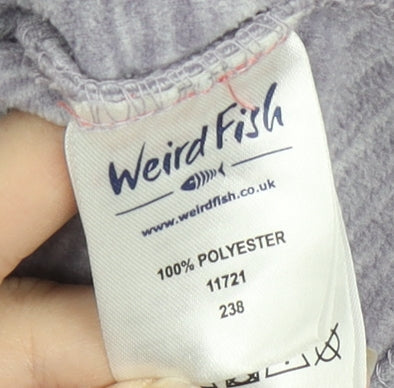 Weird Fish
www.weirdfish.co.uk
100% POLYESTER
11721
238